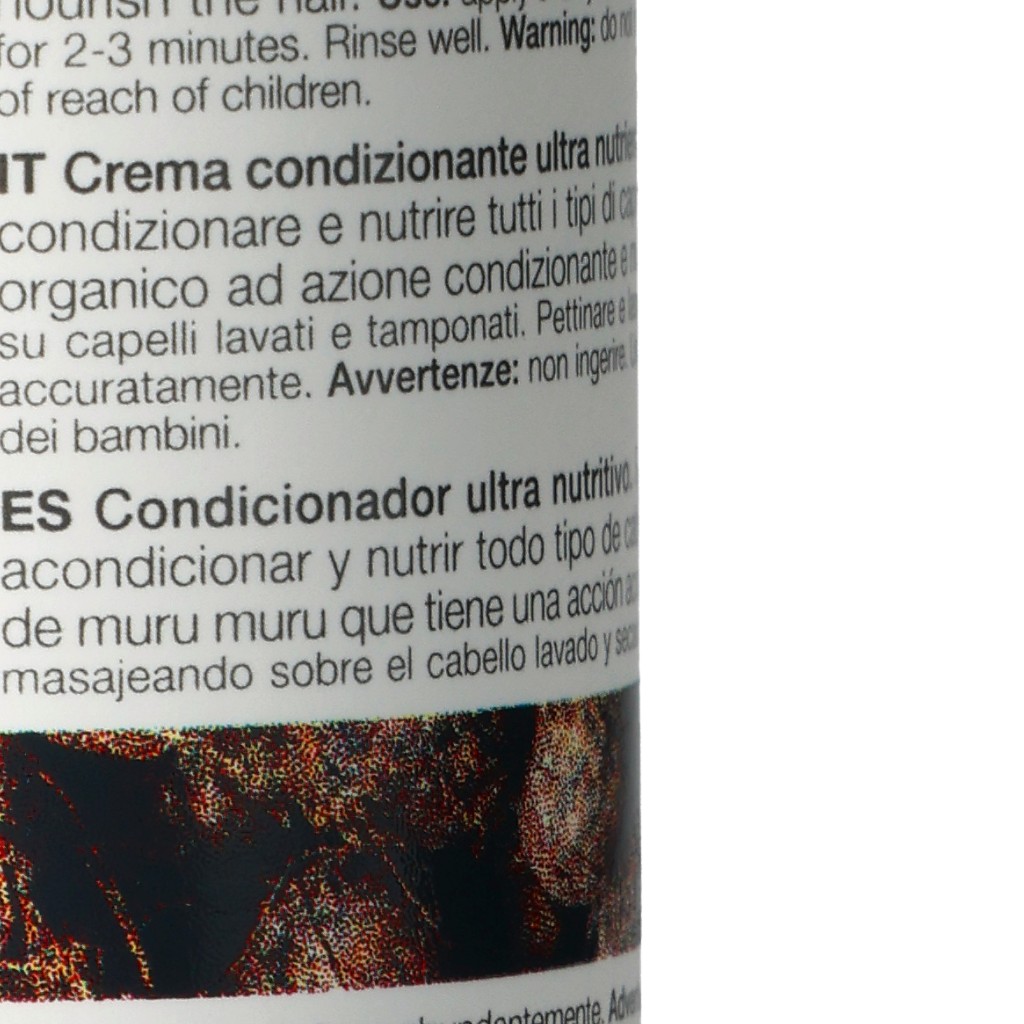 nourish the hair. Use: apply
for 2-3 minutes. Rinse well. Warning: do not
of reach of children.
IT Crema condizionante ultra
condizionare e nutrire tutti i tipi di
organico ad azione condizionante e
su capelli lavati e tamponati. Pettinare e
accuratamente. Avvertenze: non ingerire.
dei bambini.
ES Condicionador ultra nutritivo.
acondicionar y nutrir todo tipo de
de muru muru que tiene una acción
masajeando sobre el cabello lavado y